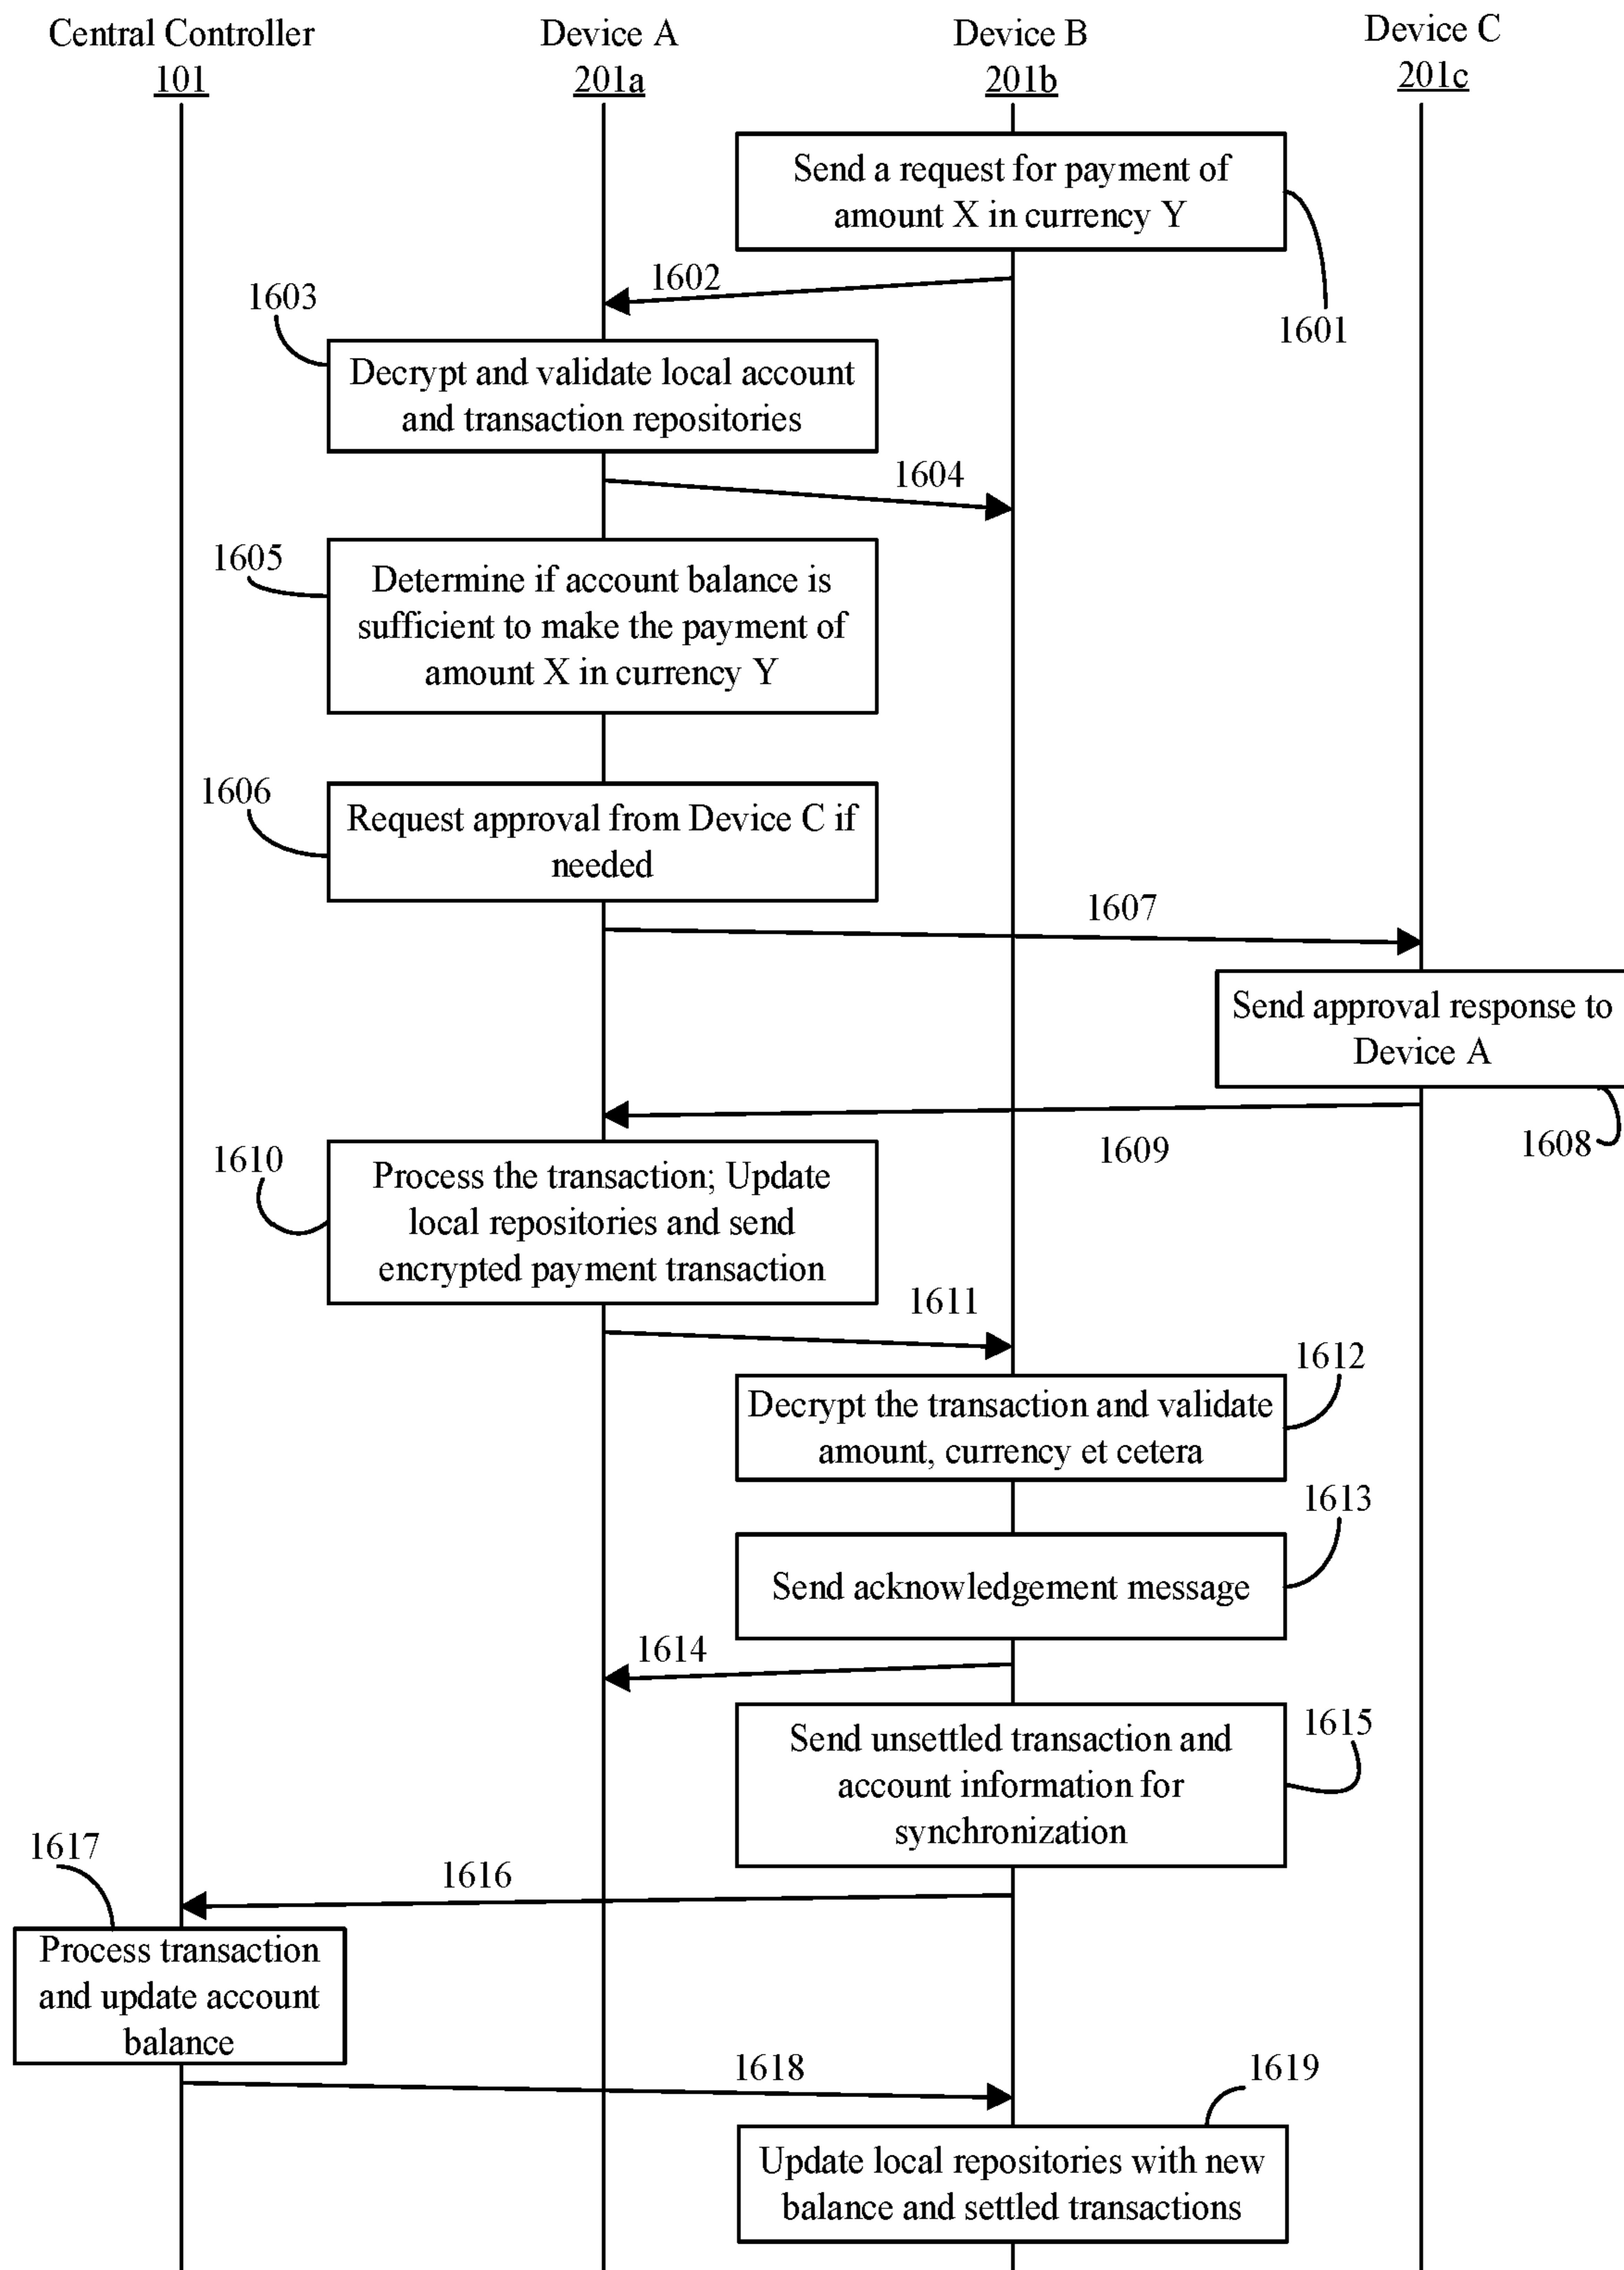 Central Controller
101
Device A
201a
Device B
201b
Device C
201c
Send a request for payment of
amount X in currency Y
1601
1602
1603
Decrypt and validate local account
and transaction repositories
1604
1605
Determine if account balance is
sufficient to make the payment of
amount X in currency Y
1606
Request approval from Device C if
needed
1607
Send approval response to
Device A
1608
1609
1610
Process the transaction; Update
local repositories and send
encrypted payment transaction
1611
1612
Decrypt the transaction and validate
amount, currency et cetera
1613
Send acknowledgement message
1614
Send unsettled transaction and
account information for
synchronization
1615
1616
1617
Process transaction
and update account
balance
1618
1619
Update local repositories with new
balance and settled transactions